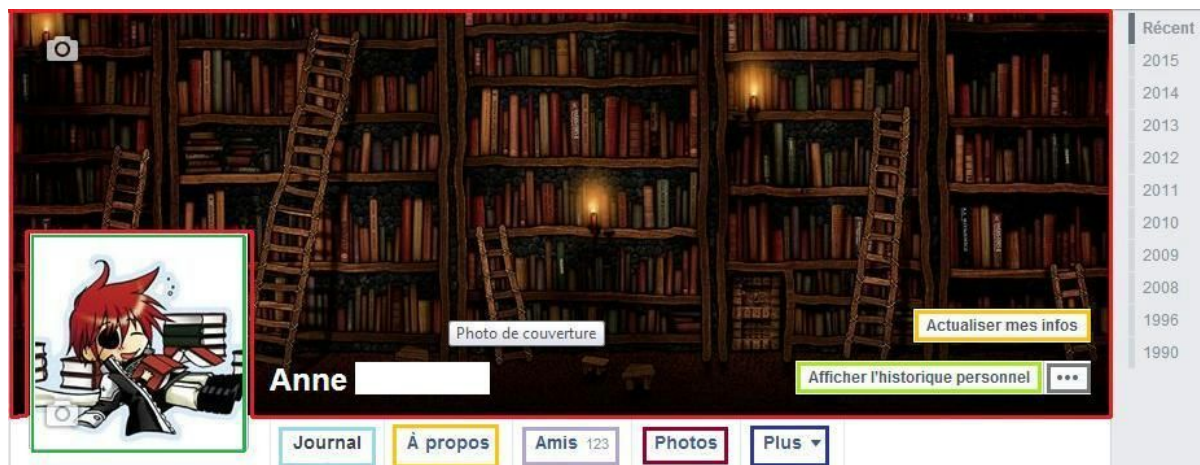 Récent
2015
2014
2013
2012
2011
2010
2009
2008
1996
1990
Actualiser mes infos
Photo de couverture
Anne
Afficher l'historique personnel
Journal
À propos
Amis 123
Photos
Plus